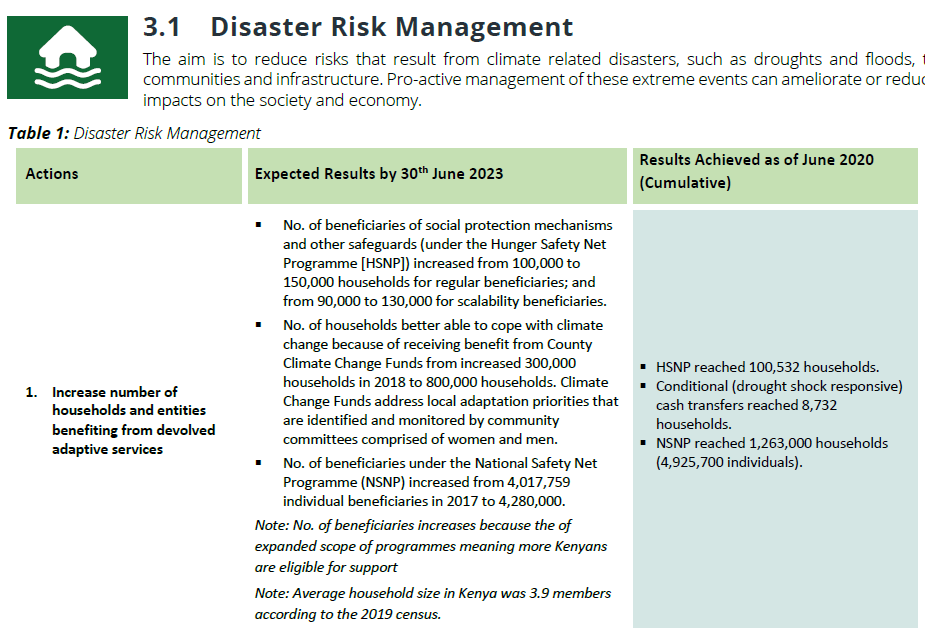 3.1 Disaster Risk Management
The aim is to reduce risks that result from climate related disasters, such as droughts and floods,
communities and infrastructure. Pro-active management of these extreme events can ameliorate or
impacts on the society and economy.
Table 1: Disaster Risk Management
Actions
Expected Results by 30th June 2023
Results Achieved as of June 2020
(Cumulative)
1. Increase number of
households and entities
benefiting from devolved
adaptive services
▪ No. of beneficiaries of social protection mechanisms
and other safeguards (under the Hunger Safety Net
Programme [HSNP]) increased from 100,000 to
150,000 households for regular beneficiaries; and
from 90,000 to 130,000 for scalability beneficiaries.
▪ No. of households better able to cope with climate
change because of receiving benefit from County
Climate Change Funds from increased 300,000
households in 2018 to 800,000 households. Climate
Change Funds address local adaptation priorities that
are identified and monitored by community
committees comprised of women and men.
▪ No. of beneficiaries under the National Safety Net
Programme (NSNP) increased from 4,017,759
individual beneficiaries in 2017 to 4,280,000.
Note: No. of beneficiaries increases because the of
expanded scope of programmes meaning more Kenyans
are eligible for support
Note: Average household size in Kenya was 3.9 members
according to the 2019 census.
▪ HSNP reached 100,532 households.
▪ Conditional (drought shock responsive)
cash transfers reached 8,732
households.
▪ NSNP reached 1,263,000 households
(4,925,700 individuals).